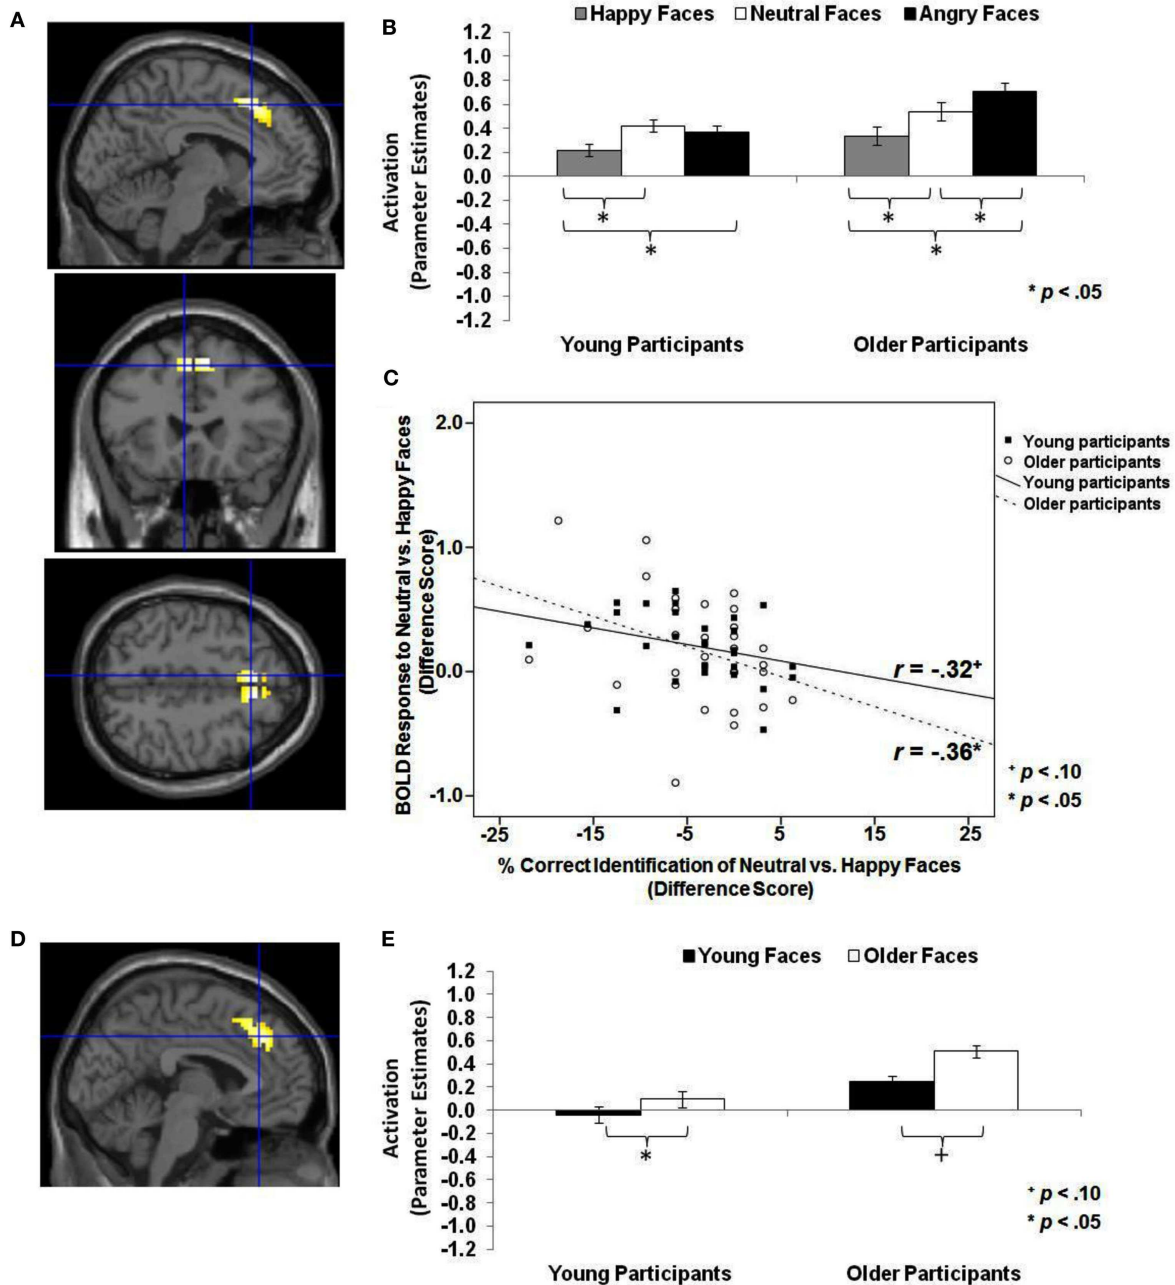 A
B
Happy Faces Neutral Faces Angry Faces
1.2
1.0
0.8
0.6
0.4
0.2
0.0
-0.2
-0.4
-0.6
-0.8
-1.0
-1.2
Activation
(Parameter Estimates)
* *
* *
*
* p < .05
Young Participants Older Participants
C
2.0
1.0
0.0
-1.0
BOLD Response to Neutral vs. Happy Faces
(Difference Score)
Young participants
Older participants
Young participants
Older participants
r = -.32+
r = -.36*
+ p < .10
* p < .05
-25 -15 -5 5 15 25
% Correct Identification of Neutral vs. Happy Faces
(Difference Score)
D
E
Young Faces Older Faces
1.2
1.0
0.8
0.6
0.4
0.2
0.0
-0.2
-0.4
-0.6
-0.8
-1.0
-1.2
Activation
(Parameter Estimates)
* +
+ p < .10
* p < .05
Young Participants Older Participants